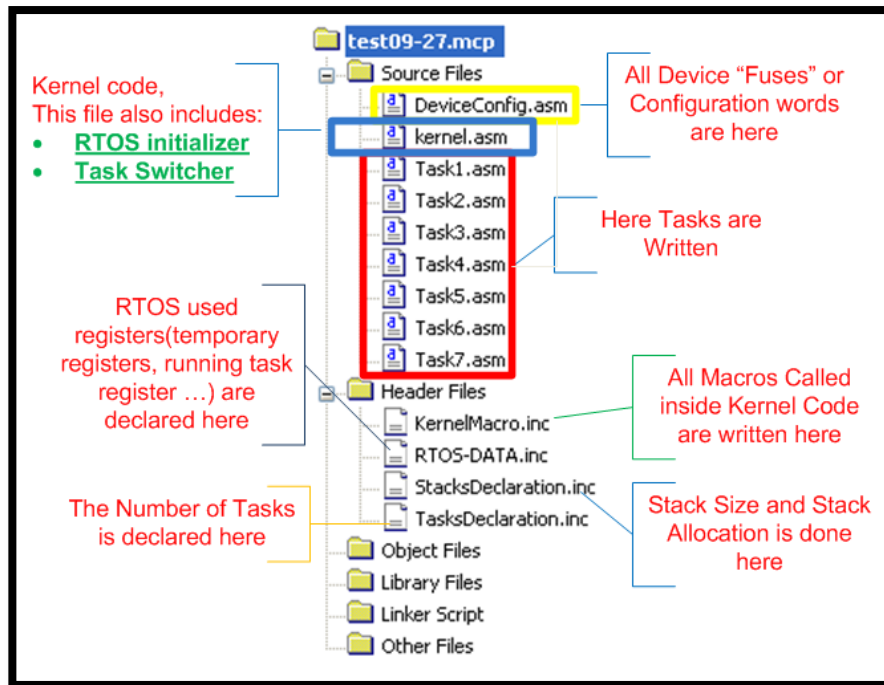 test09-27.mcp
Source Files
DeviceConfig.asm
kernel.asm
Task1.asm
Task2.asm
Task3.asm
Task4.asm
Task5.asm
Task6.asm
Task7.asm
Header Files
KernelMacro.inc
RTOS-DATA.inc
StacksDeclaration.inc
TasksDeclaration.inc
Object Files
Library Files
Linker Script
Other Files
Kernel code,
This file also includes:
• RTOS initializer
• Task Switcher
RTOS used
registers(temporary
registers, running task
register ...) are
declared here
The Number of Tasks
is declared here
All Device “Fuses” or
Configuration words
are here
Here Tasks are
Written
All Macros Called
inside Kernel Code
are written here
Stack Size and Stack
Allocation is done
here